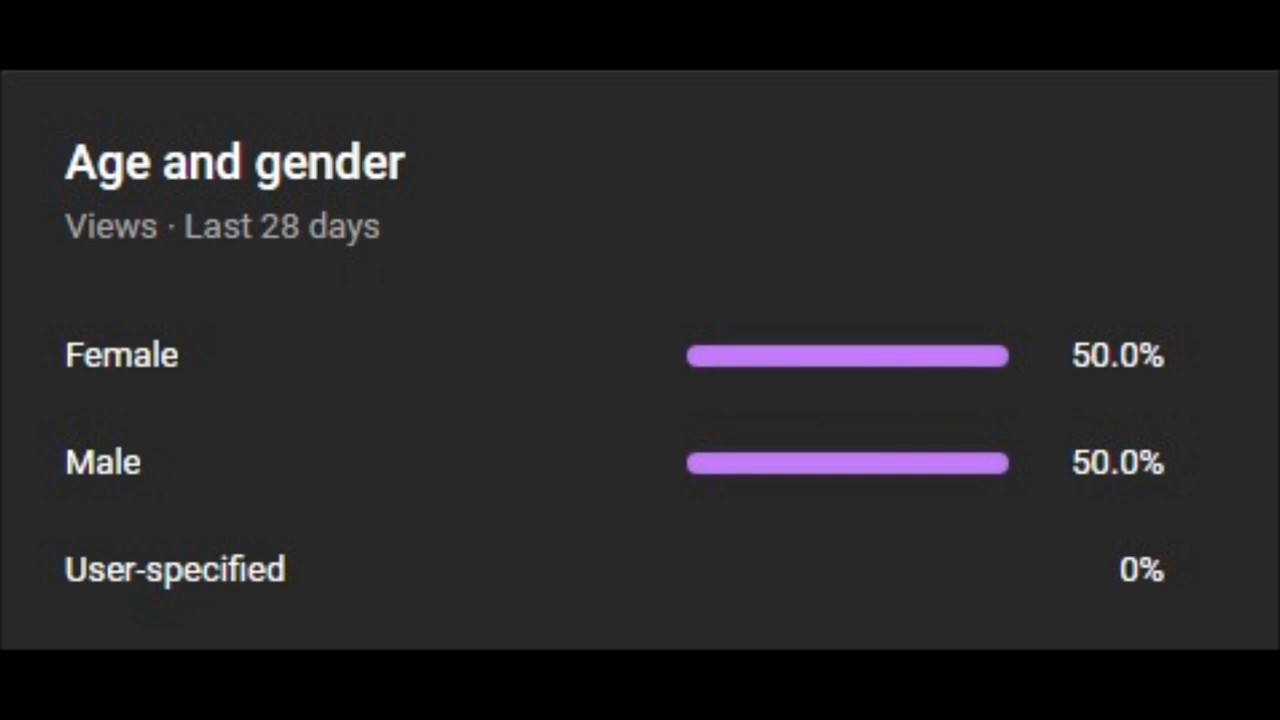 Age and gender
Views · Last 28 days
Female 50.0%
Male 50.0%
User-specified 0%